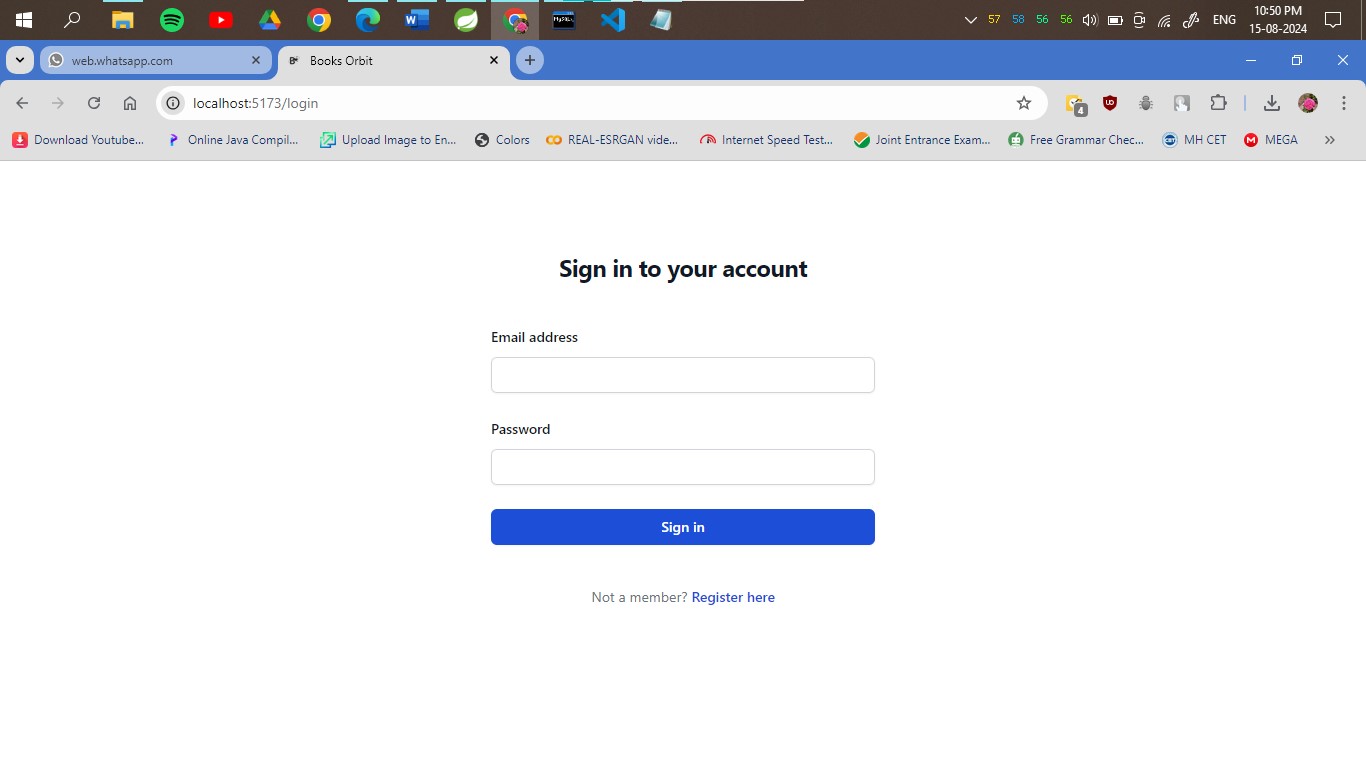 57 58 56 56 ENG 10:50 PM
15-08-2024
web.whatsapp.com Books Orbit
localhost:5173/login
4
Download Youtube... Online Java Compil... Upload Image to En... Colors REAL-ESRGAN vide... Internet Speed Test... Joint Entrance Exam... Free Grammar Chec... MH CET MEGA
Sign in to your account
Email address
Password
Sign in
Not a member? Register here